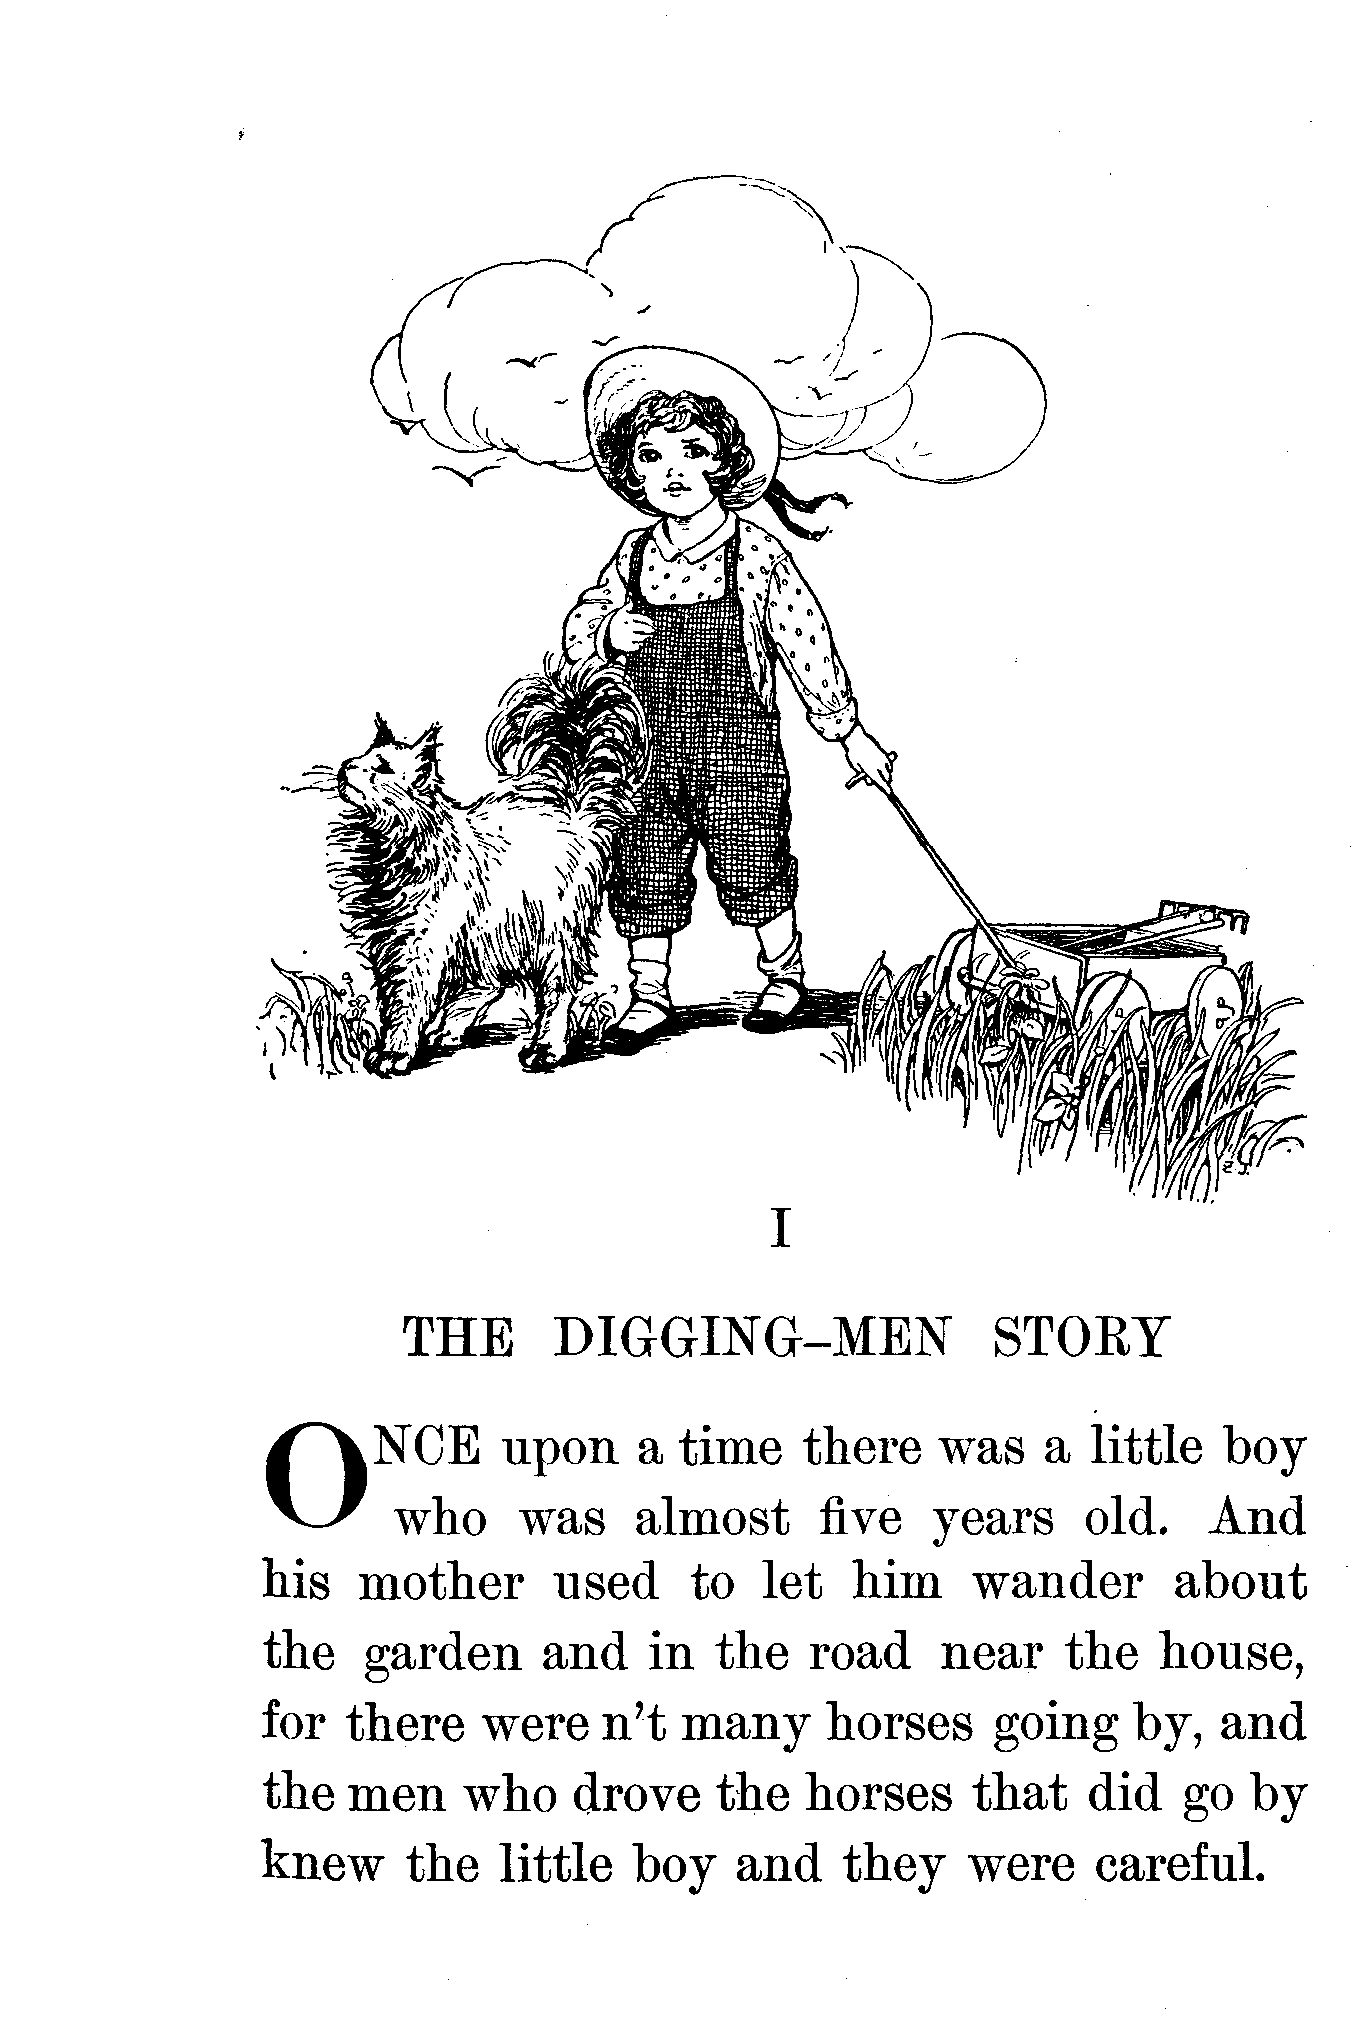 Z.J.
I
THE DIGGING–MEN STORY
ONCE upon a time there was a little boy
who was almost five years old. And
his mother used to let him wander about
the garden and in the road near the house,
for there were n't many horses going by, and
the men who drove the horses that did go by
knew the little boy and they were careful.